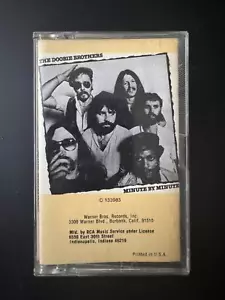 THE DOOBIE BROTHERS
MINUTE BY MINUTE
Warner Bros. Records, Inc.
3300 Warner Blvd., Burbank, Calif. 91510
Mfd. by RCA Music Service under License
6550 East 30th Street
Indianapolis, Indiana 46219
Printed in U.S.A.